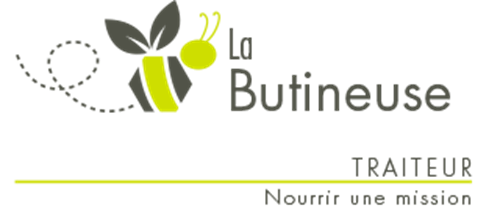 La
Butineuse
TRAITEUR
Nourrir une mission